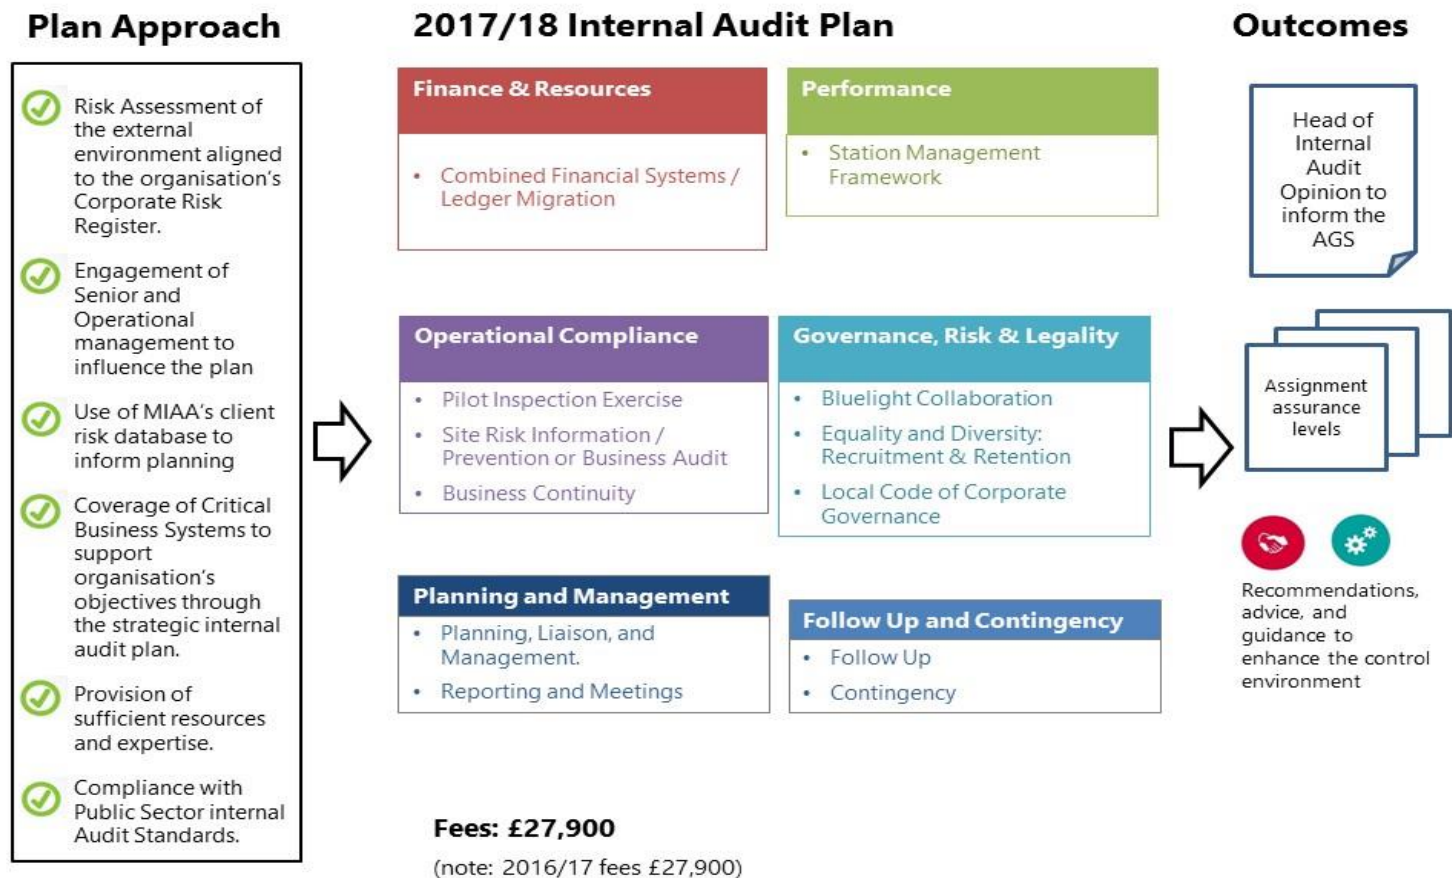 Plan Approach
Risk Assessment of
the external
environment aligned
to the organisation's
Corporate Risk
Register.
Engagement of
Senior and
Operational
management to
influence the plan
Use of MIAA's client
risk database to
inform planning
Coverage of Critical
Business Systems to
support
organisation's
objectives through
the strategic internal
audit plan.
Provision of
sufficient resources
and expertise.
Compliance with
Public Sector internal
Audit Standards.
2017/18 Internal Audit Plan
Finance & Resources
• Combined Financial Systems /
Ledger Migration
Performance
• Station Management
Framework
Operational Compliance
• Pilot Inspection Exercise
• Site Risk Information /
Prevention or Business Audit
• Business Continuity
Governance, Risk & Legality
• Bluelight Collaboration
• Equality and Diversity:
Recruitment & Retention
• Local Code of Corporate
Governance
Planning and Management
• Planning, Liaison, and
Management.
• Reporting and Meetings
Follow Up and Contingency
• Follow Up
• Contingency
Fees: £27,900
(note: 2016/17 fees £27,900)
Outcomes
Head of
Internal
Audit
Opinion to
inform the
AGS
Assignment
assurance
levels
Recommendations,
advice, and
guidance to
enhance the control
environment